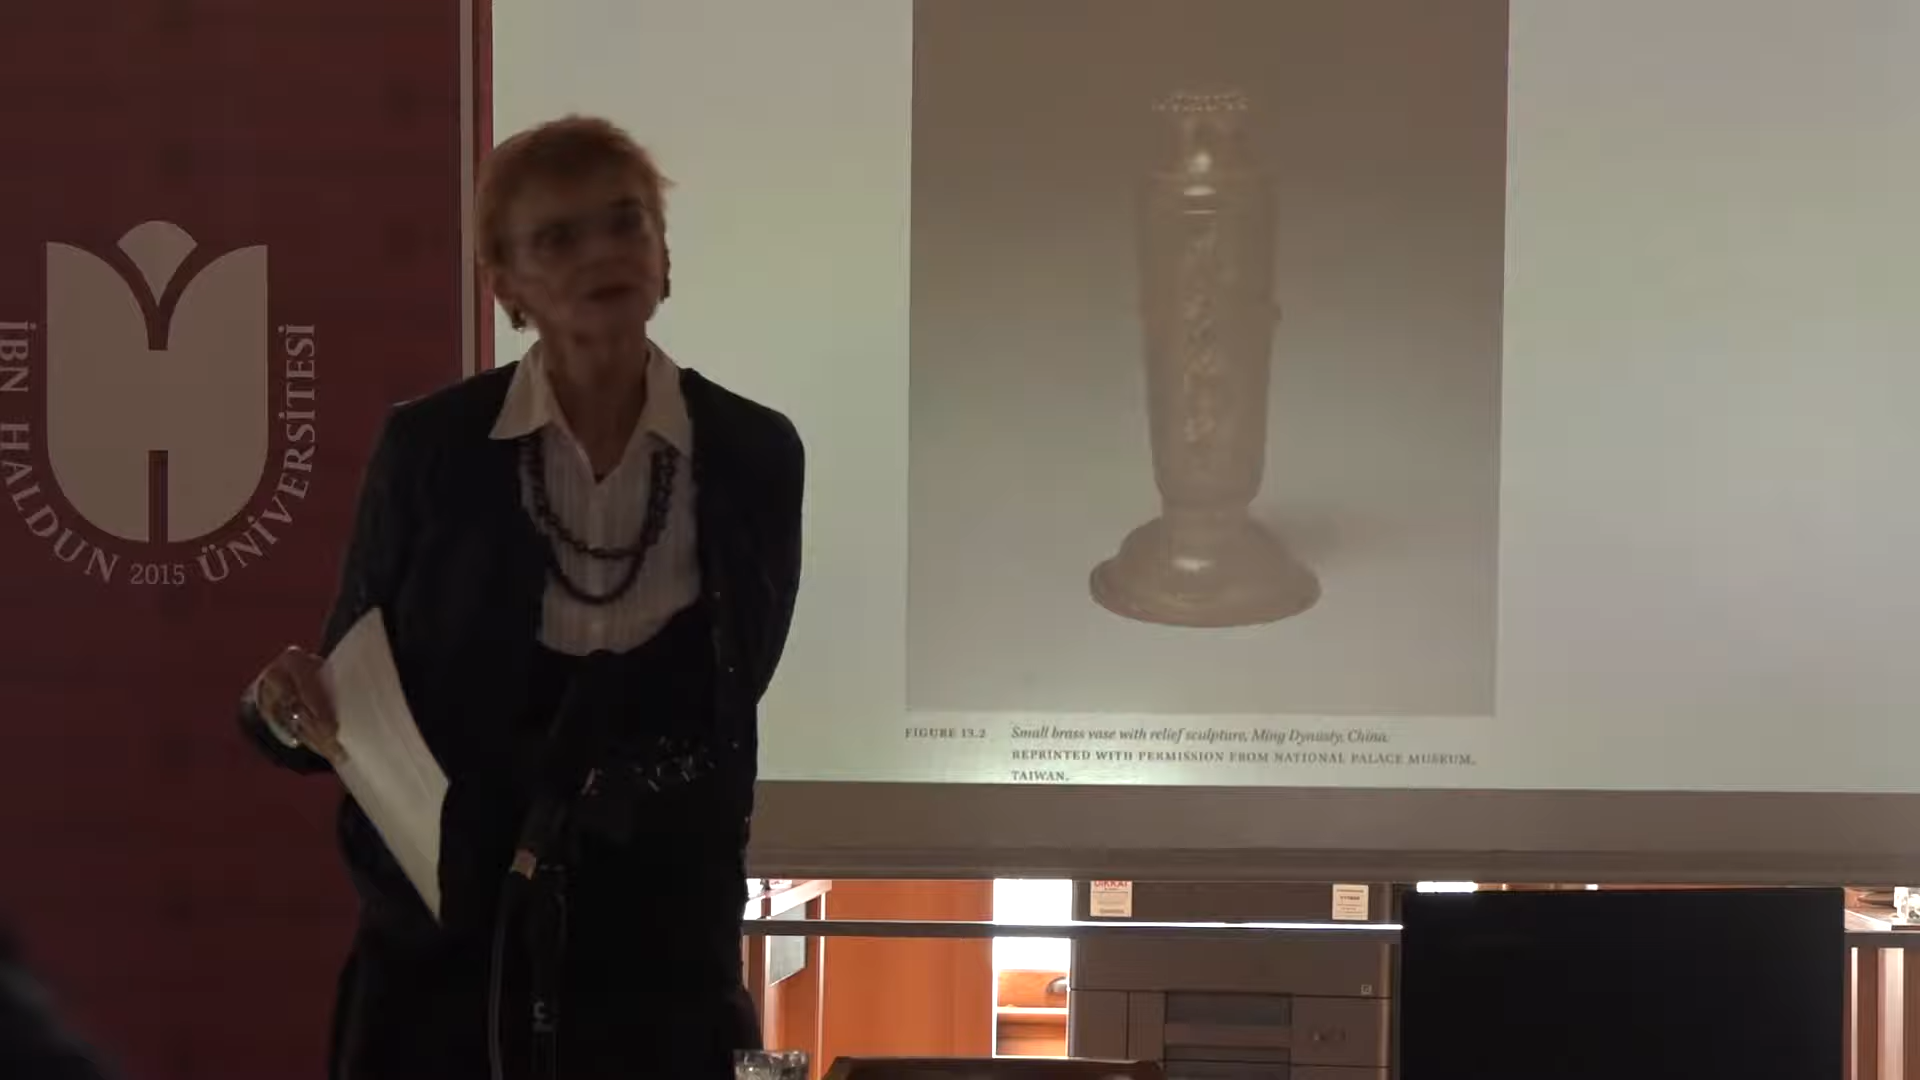 İBN HALDUN ÜNİVERSİTESİ
2015
FIGURE 13.2 Small brass vase with relief sculpture, Ming Dynasty, China.
REPRINTED WITH PERMISSION FROM NATIONAL PALACE MUSEUM,
TAIWAN.
DİKKAT